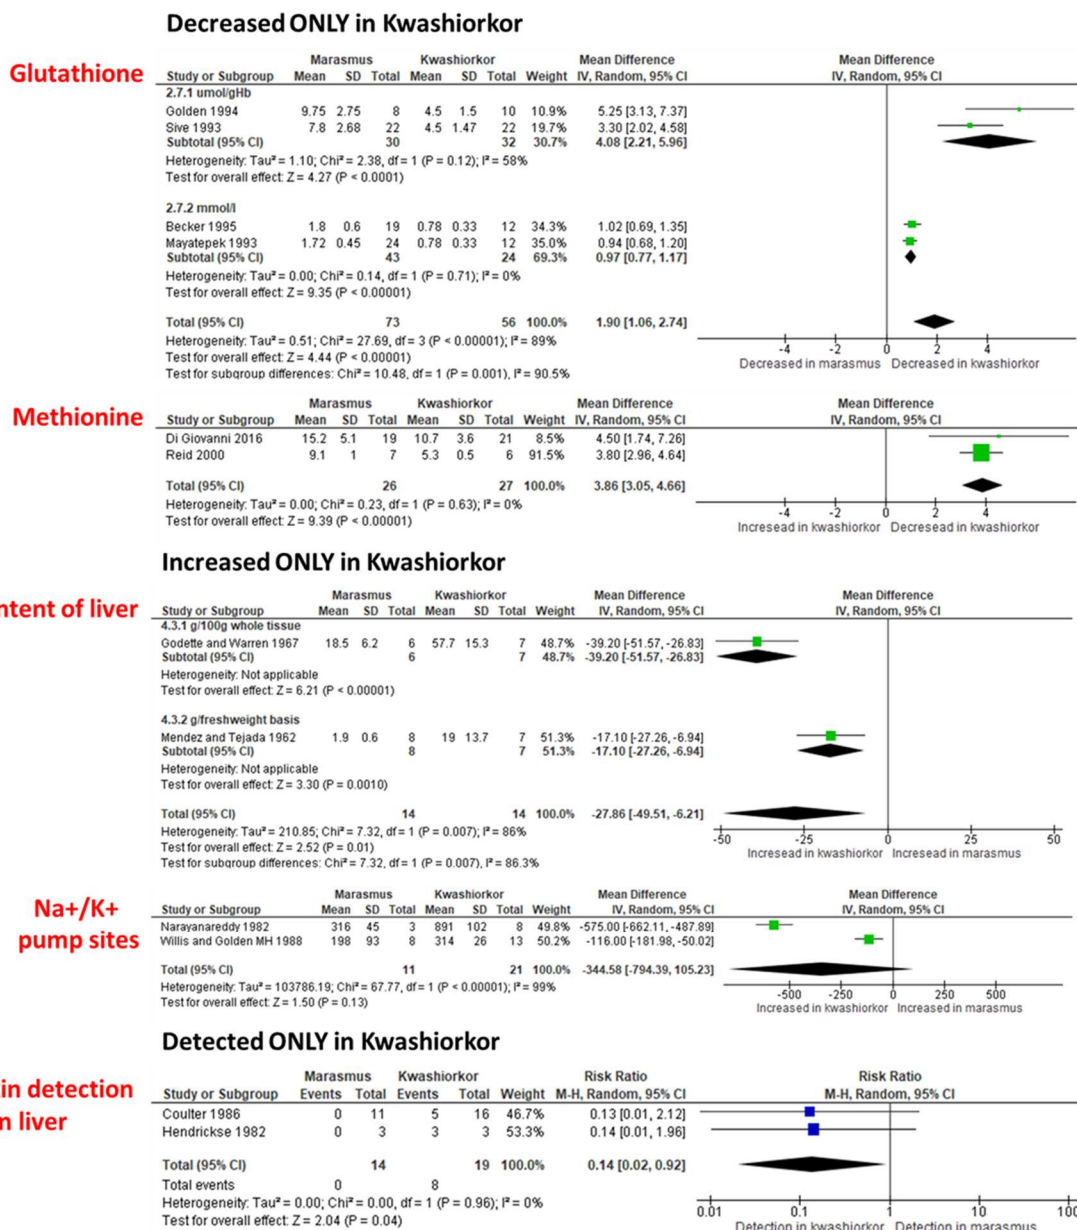 Decreased ONLY in Kwashiorkor
Glutathione
Marasmus Kwashiorkor Mean Difference Mean Difference
Study or Subgroup Mean SD Total Mean SD Total Weight IV, Random, 95% CI IV, Random, 95% CI
2.7.1 umol/gHb
Golden 1994 9.75 2.75 8 4.5 1.5 10 10.9% 5.25 [3.13, 7.37]
Sive 1993 7.8 2.68 22 4.5 1.47 22 19.7% 3.30 [2.02, 4.58]
Subtotal (95% CI) 30 32 30.7% 4.08 [2.21, 5.96]
Heterogeneity: Tau² = 1.10; Chi² = 2.38, df = 1 (P = 0.12); I² = 58%
Test for overall effect: Z = 4.27 (P < 0.0001)
2.7.2 mmol/l
Becker 1995 1.8 0.6 19 0.78 0.33 12 34.3% 1.02 [0.69, 1.35]
Mayatepek 1993 1.72 0.45 24 0.78 0.33 12 35.0% 0.94 [0.68, 1.20]
Subtotal (95% CI) 43 24 69.3% 0.97 [0.77, 1.17]
Heterogeneity: Tau² = 0.00; Chi² = 0.14, df = 1 (P = 0.71); I² = 0%
Test for overall effect: Z = 9.35 (P < 0.00001)
Total (95% CI) 73 56 100.0% 1.90 [1.06, 2.74]
Heterogeneity: Tau² = 0.51; Chi² = 27.69, df = 3 (P < 0.00001); I² = 89%
Test for overall effect: Z = 4.44 (P < 0.00001)
Test for subgroup differences: Chi² = 10.48, df = 1 (P = 0.001), I² = 90.5%
-4 -2 0 2 4
Decreased in marasmus Decreased in kwashiorkor
Methionine
Marasmus Kwashiorkor Mean Difference Mean Difference
Study or Subgroup Mean SD Total Mean SD Total Weight IV, Random, 95% CI IV, Random, 95% CI
Di Giovanni 2016 15.2 5.1 19 10.7 3.6 21 8.5% 4.50 [1.74, 7.26]
Reid 2000 9.1 1 7 5.3 0.5 6 91.5% 3.80 [2.96, 4.64]
Total (95% CI) 26 27 100.0% 3.86 [3.05, 4.66]
Heterogeneity: Tau² = 0.00; Chi² = 0.23, df = 1 (P = 0.63); I² = 0%
Test for overall effect: Z = 9.39 (P < 0.00001)
-4 -2 0 2 4
Incresead in kwashiorkor Decresead in kwashiorkor
Increased ONLY in Kwashiorkor
ntent of liver
Marasmus Kwashiorkor Mean Difference Mean Difference
Study or Subgroup Mean SD Total Mean SD Total Weight IV, Random, 95% CI IV, Random, 95% CI
4.3.1 g/100g whole tissue
Godette and Warren 1967 18.5 6.2 6 57.7 15.3 7 48.7% -39.20 [-51.57, -26.83]
Subtotal (95% CI) 6 7 48.7% -39.20 [-51.57, -26.83]
Heterogeneity: Not applicable
Test for overall effect: Z = 6.21 (P < 0.00001)
4.3.2 g/freshweight basis
Mendez and Tejada 1962 1.9 0.6 8 19 13.7 7 51.3% -17.10 [-27.26, -6.94]
Subtotal (95% CI) 8 7 51.3% -17.10 [-27.26, -6.94]
Heterogeneity: Not applicable
Test for overall effect: Z = 3.30 (P = 0.0010)
Total (95% CI) 14 14 100.0% -27.86 [-49.51, -6.21]
Heterogeneity: Tau² = 210.85; Chi² = 7.32, df = 1 (P = 0.007); I² = 86%
Test for overall effect: Z = 2.52 (P = 0.01)
Test for subgroup differences: Chi² = 7.32, df = 1 (P = 0.007), I² = 86.3%
-50 -25 0 25 50
Incresead in kwashiorkor Incresead in marasmus
Na+/K+
pump sites
Marasmus Kwashiorkor Mean Difference Mean Difference
Study or Subgroup Mean SD Total Mean SD Total Weight IV, Random, 95% CI IV, Random, 95% CI
Narayanareddy 1982 316 45 3 891 102 8 49.8% -575.00 [-662.11, -487.89]
Willis and Golden MH 1988 198 93 8 314 26 13 50.2% -116.00 [-181.98, -50.02]
Total (95% CI) 11 21 100.0% -344.58 [-794.39, 105.23]
Heterogeneity: Tau² = 103786.19; Chi² = 67.77, df = 1 (P < 0.00001); I² = 99%
Test for overall effect: Z = 1.50 (P = 0.13)
-500 -250 0 250 500
Increased in kwashiorkor Increased in marasmus
Detected ONLY in Kwashiorkor
in detection
n liver
Marasmus Kwashiorkor Risk Ratio Risk Ratio
Study or Subgroup Events Total Events Total Weight M-H, Random, 95% CI M-H, Random, 95% CI
Coulter 1986 0 11 5 16 46.7% 0.13 [0.01, 2.12]
Hendrickse 1982 0 3 3 3 53.3% 0.14 [0.01, 1.96]
Total (95% CI) 14 19 100.0% 0.14 [0.02, 0.92]
Total events 0 8
Heterogeneity: Tau² = 0.00; Chi² = 0.00, df = 1 (P = 0.96); I² = 0%
Test for overall effect: Z = 2.04 (P = 0.04)
0.01 0.1 1 10 100
Detection in kwashiorkor Detection in marasmus